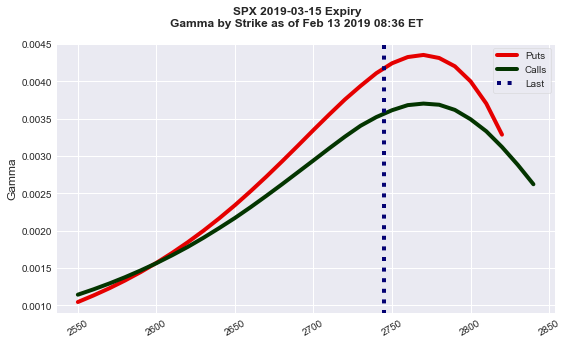 SPX 2019-03-15 Expiry
Gamma by Strike as of Feb 13 2019 08:36 ET
0.0045
0.0040
0.0035
0.0030
0.0025
0.0020
0.0015
0.0010
Gamma
Puts
Calls
Last
2550
2600
2650
2700
2750
2800
2850